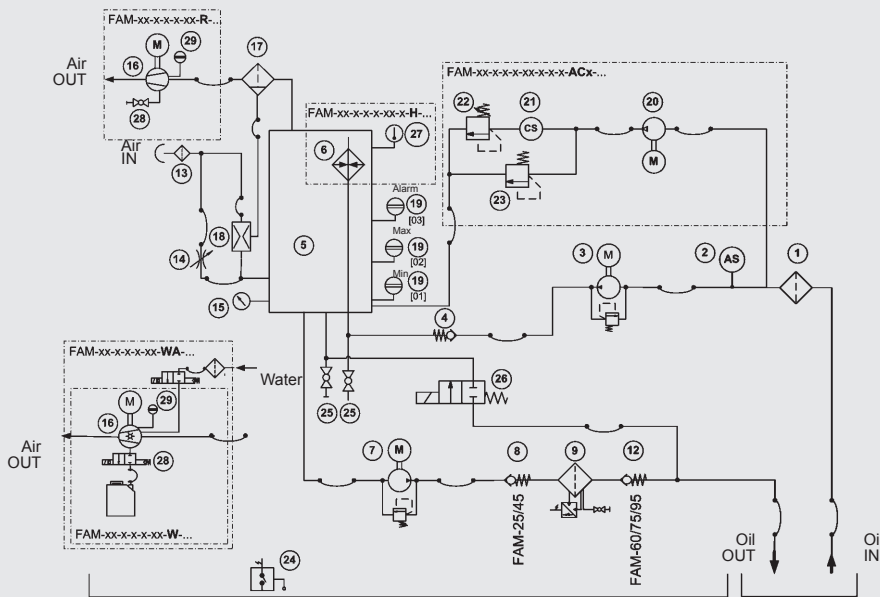 FAM-xx-x-x-x-xx-R-...
M
29
17
16
Air
OUT
28
Air
IN
13
FAM-xx-x-x-xx-x-x-ACx-...
22
21
20
CS
M
23
FAM-xx-x-x-xx-x-H-...
6
27
Alarm
19
[03]
Max
19
[02]
Min
19
[01]
5
18
14
15
3
M
2
AS
1
4
FAM-xx-x-x-x-xx-WA-...
Water
M
29
16
Air
OUT
28
FAM-xx-x-x-x-xx-W-...
25
25
26
7
M
8
9
12
FAM-25/45
FAM-60/75/95
Oil
OUT
Oil
IN
24